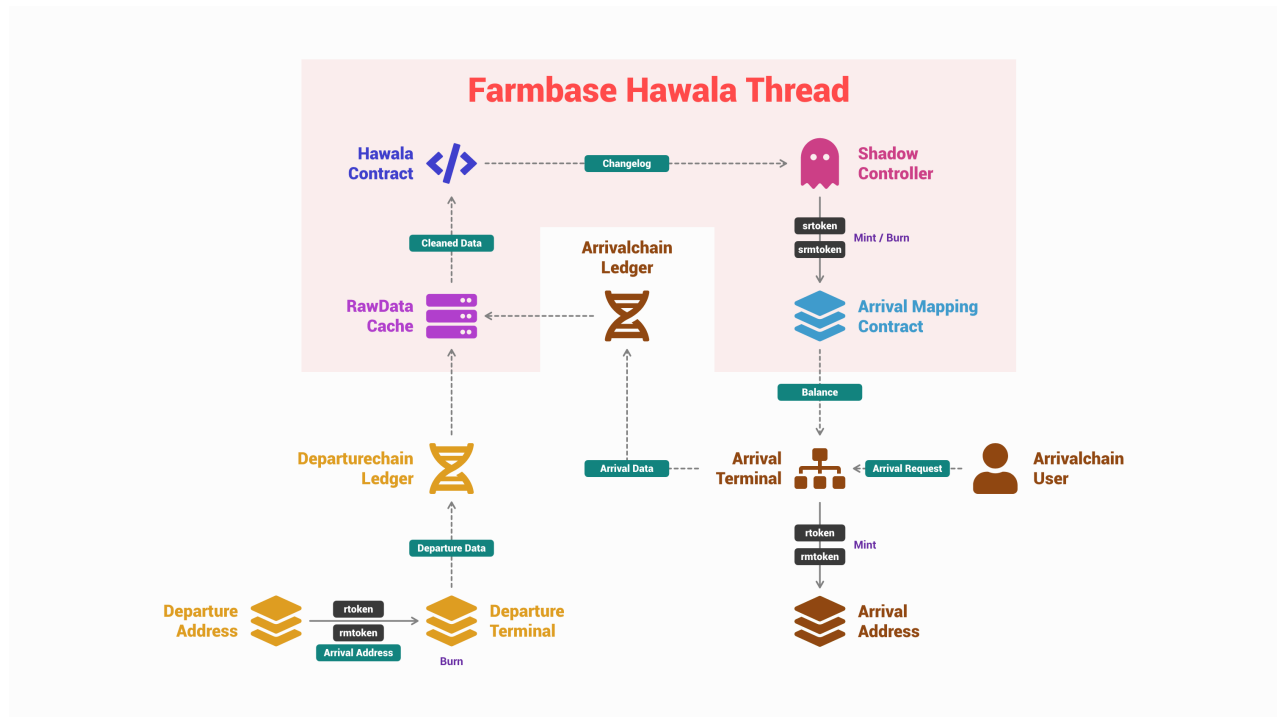 Farmbase Hawala Thread
Hawala
Contract
Changelog
Shadow
Controller
srtoken
Mint / Burn
srmtoken
Cleaned Data
Arrivalchain
Ledger
RawData
Cache
Arrival Mapping
Contract
Balance
Departurechain
Ledger
Arrival Data
Arrival
Terminal
Arrival Request
Arrivalchain
User
rtoken
Mint
rmtoken
Departure Data
Departure
Address
rtoken
rmtoken
Arrival Address
Departure
Terminal
Burn
Arrival
Address